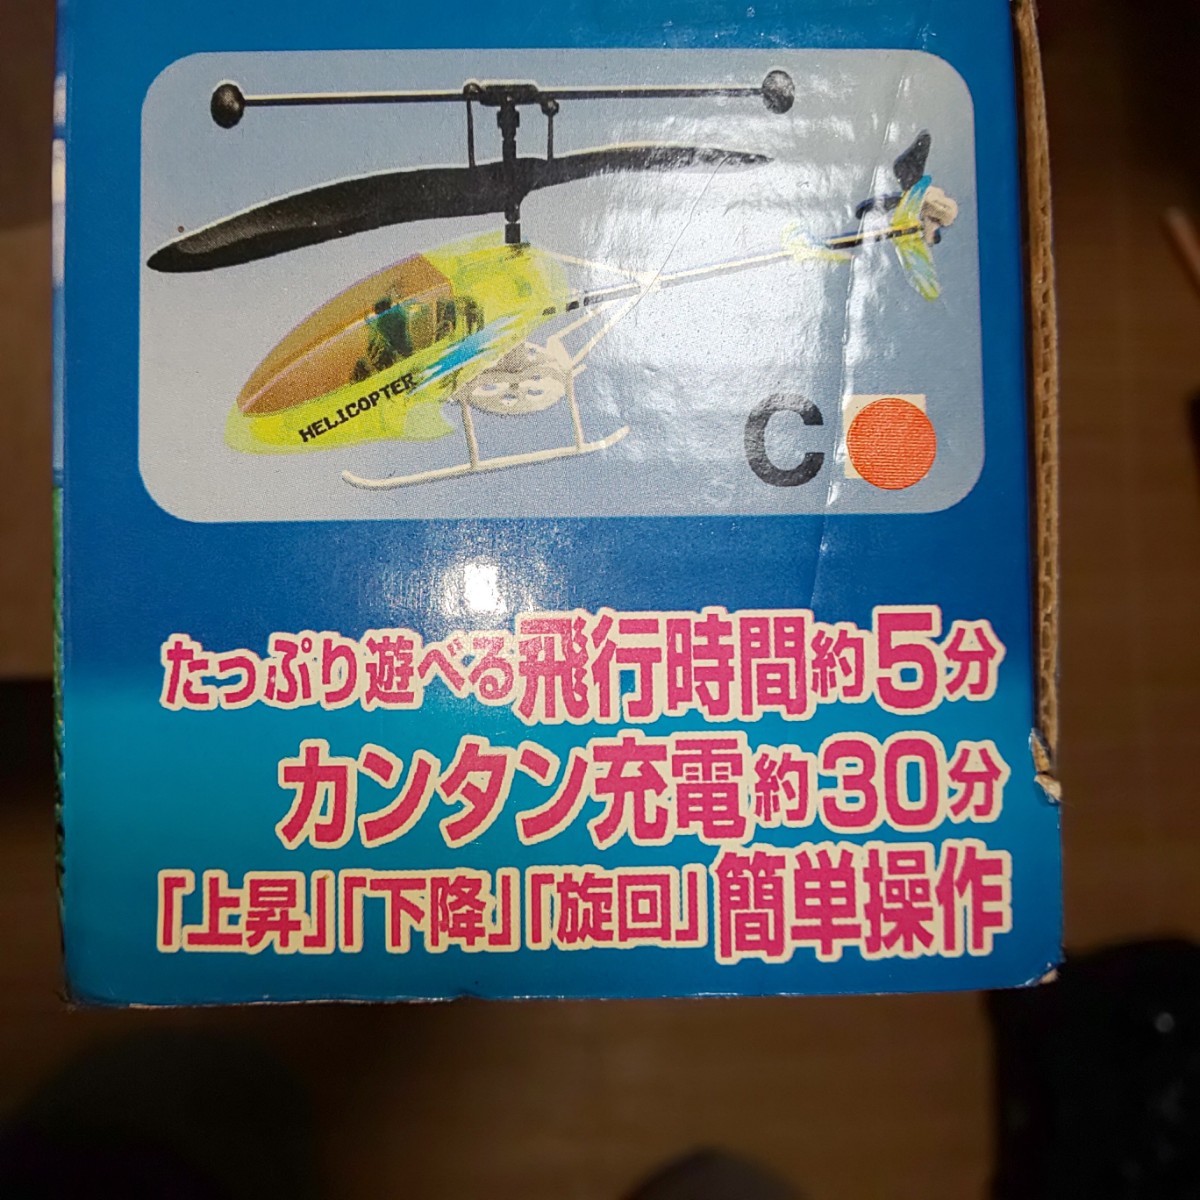 HELICOPTER
C
たっぷり遊べる飛行時間約5分
カンタン充電約30分
「上昇」「下降」「旋回」簡単操作